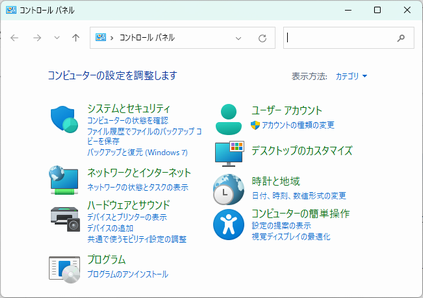 コントロール パネル
コントロール パネル
コンピューターの設定を調整します
表示方法: カテゴリ
システムとセキュリティ
コンピューターの状態を確認
ファイル履歴でファイルのバックアップ コピーを保存
バックアップと復元 (Windows 7)
ネットワークとインターネット
ネットワークの状態とタスクの表示
ハードウェアとサウンド
デバイスとプリンターの表示
デバイスの追加
共通で使うモビリティ設定の調整
プログラム
プログラムのアンインストール
ユーザー アカウント
アカウントの種類の変更
デスクトップのカスタマイズ
時計と地域
日付、時刻、数値形式の変更
コンピューターの簡単操作
設定の提案の表示
視覚ディスプレイの最適化